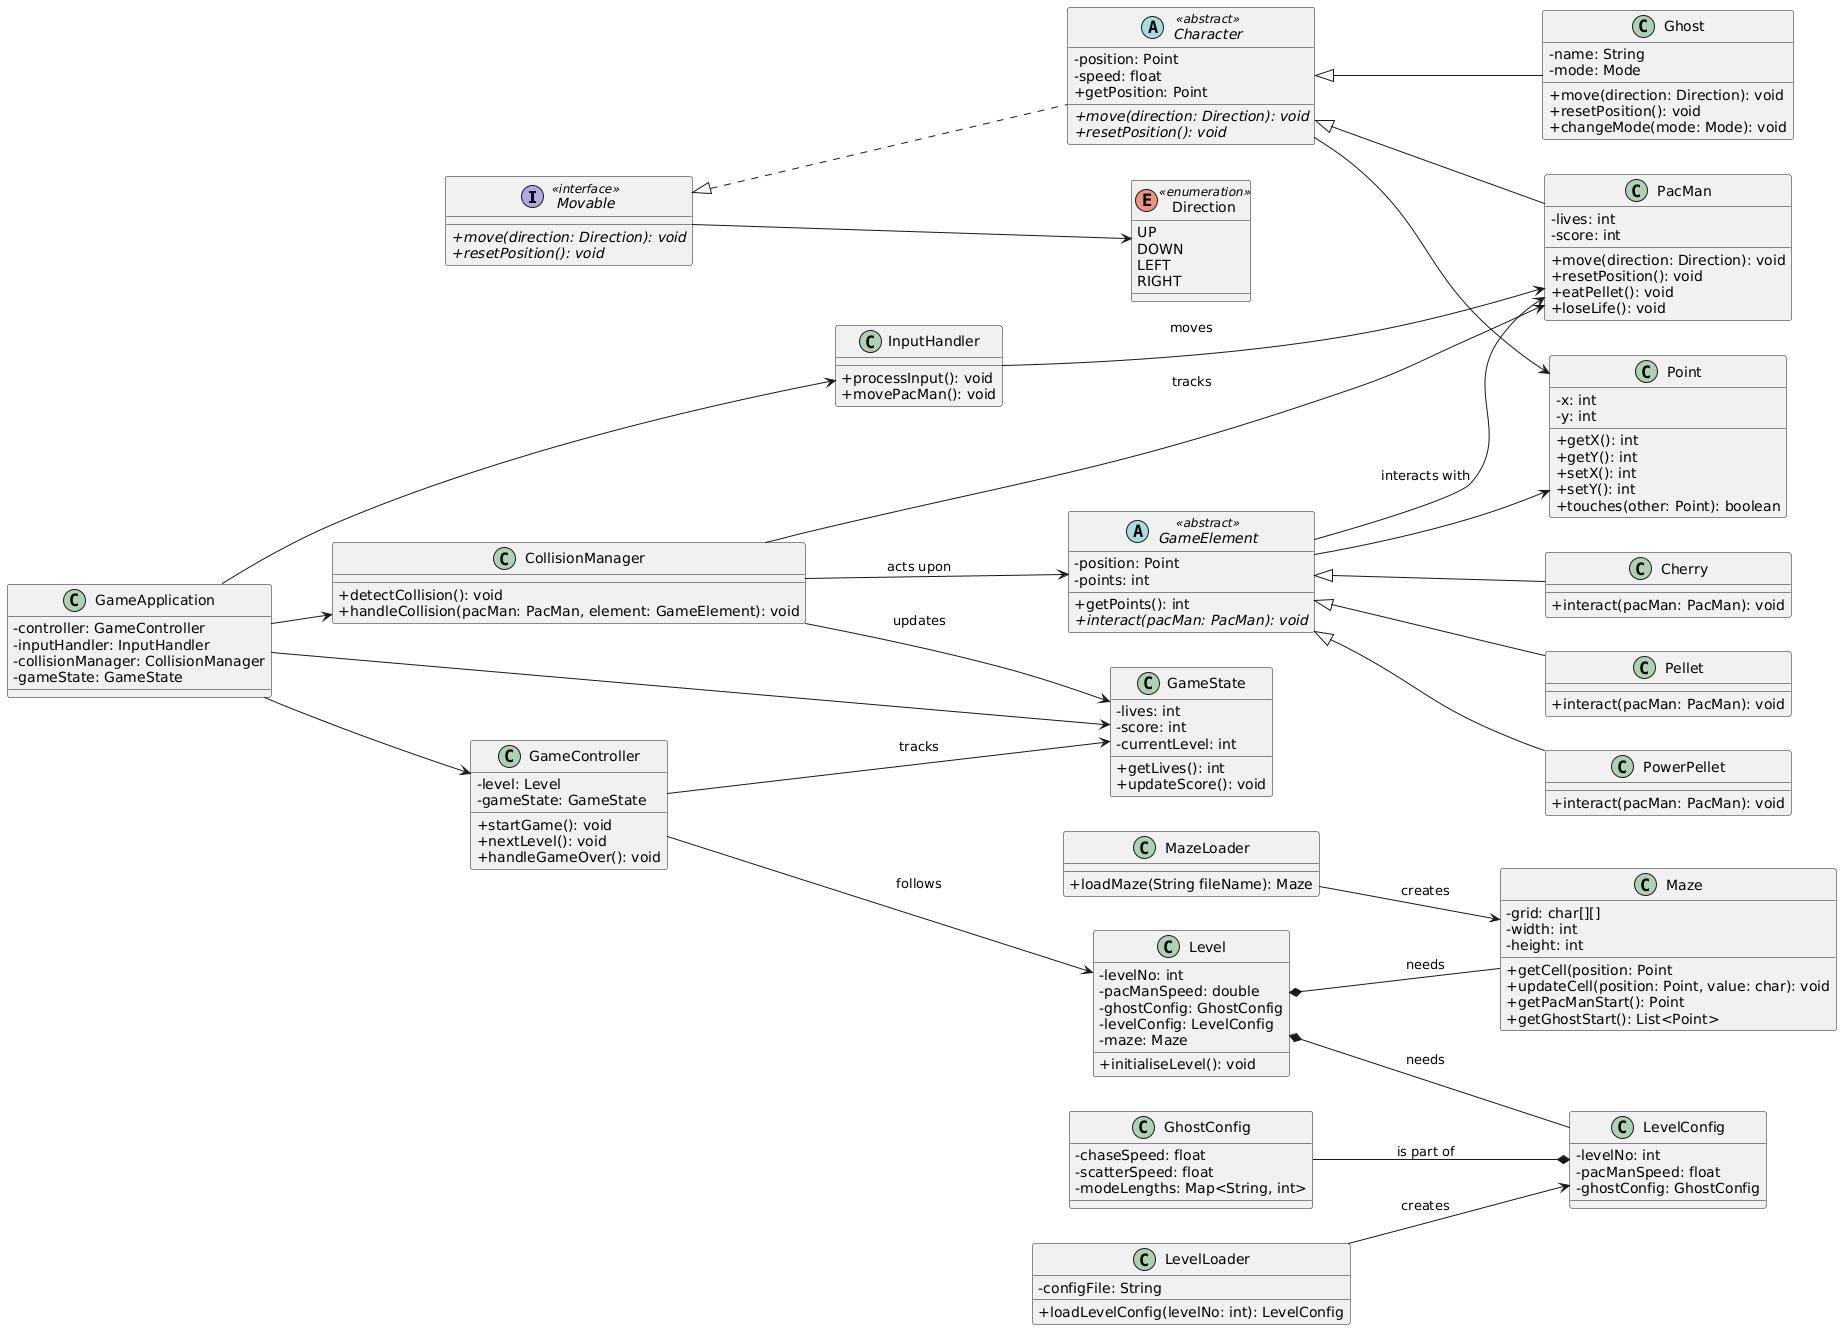 «abstract»
Character
-position: Point
-speed: float
+getPosition: Point
+move(direction: Direction): void
+resetPosition(): void
Ghost
-name: String
-mode: Mode
+move(direction: Direction): void
+resetPosition(): void
+changeMode(mode: Mode): void
«interface»
Movable
+move(direction: Direction): void
+resetPosition(): void
«enumeration»
Direction
UP
DOWN
LEFT
RIGHT
PacMan
-lives: int
-score: int
+move(direction: Direction): void
+resetPosition(): void
+eatPellet(): void
+loseLife(): void
InputHandler
+processInput(): void
+movePacMan(): void
moves
tracks
Point
-x: int
-y: int
+getX(): int
+getY(): int
+setX(): int
+setY(): int
+touches(other: Point): boolean
interacts with
CollisionManager
+detectCollision(): void
+handleCollision(pacMan: PacMan, element: GameElement): void
acts upon
updates
«abstract»
GameElement
-position: Point
-points: int
+getPoints(): int
+interact(pacMan: PacMan): void
Cherry
+interact(pacMan: PacMan): void
GameApplication
-controller: GameController
-inputHandler: InputHandler
-collisionManager: CollisionManager
-gameState: GameState
Pellet
+interact(pacMan: PacMan): void
GameState
-lives: int
-score: int
-currentLevel: int
+getLives(): int
+updateScore(): void
PowerPellet
+interact(pacMan: PacMan): void
GameController
-level: Level
-gameState: GameState
+startGame(): void
+nextLevel(): void
+handleGameOver(): void
tracks
follows
MazeLoader
+loadMaze(String fileName): Maze
creates
Maze
-grid: char[][]
-width: int
-height: int
+getCell(position: Point
+updateCell(position: Point, value: char): void
+getPacManStart(): Point
+getGhostStart(): List<Point>
Level
-levelNo: int
-pacManSpeed: double
-ghostConfig: GhostConfig
-levelConfig: LevelConfig
-maze: Maze
+initialiseLevel(): void
needs
needs
GhostConfig
-chaseSpeed: float
-scatterSpeed: float
-modeLengths: Map<String, int>
is part of
LevelConfig
-levelNo: int
-pacManSpeed: float
-ghostConfig: GhostConfig
creates
LevelLoader
-configFile: String
+loadLevelConfig(levelNo: int): LevelConfig